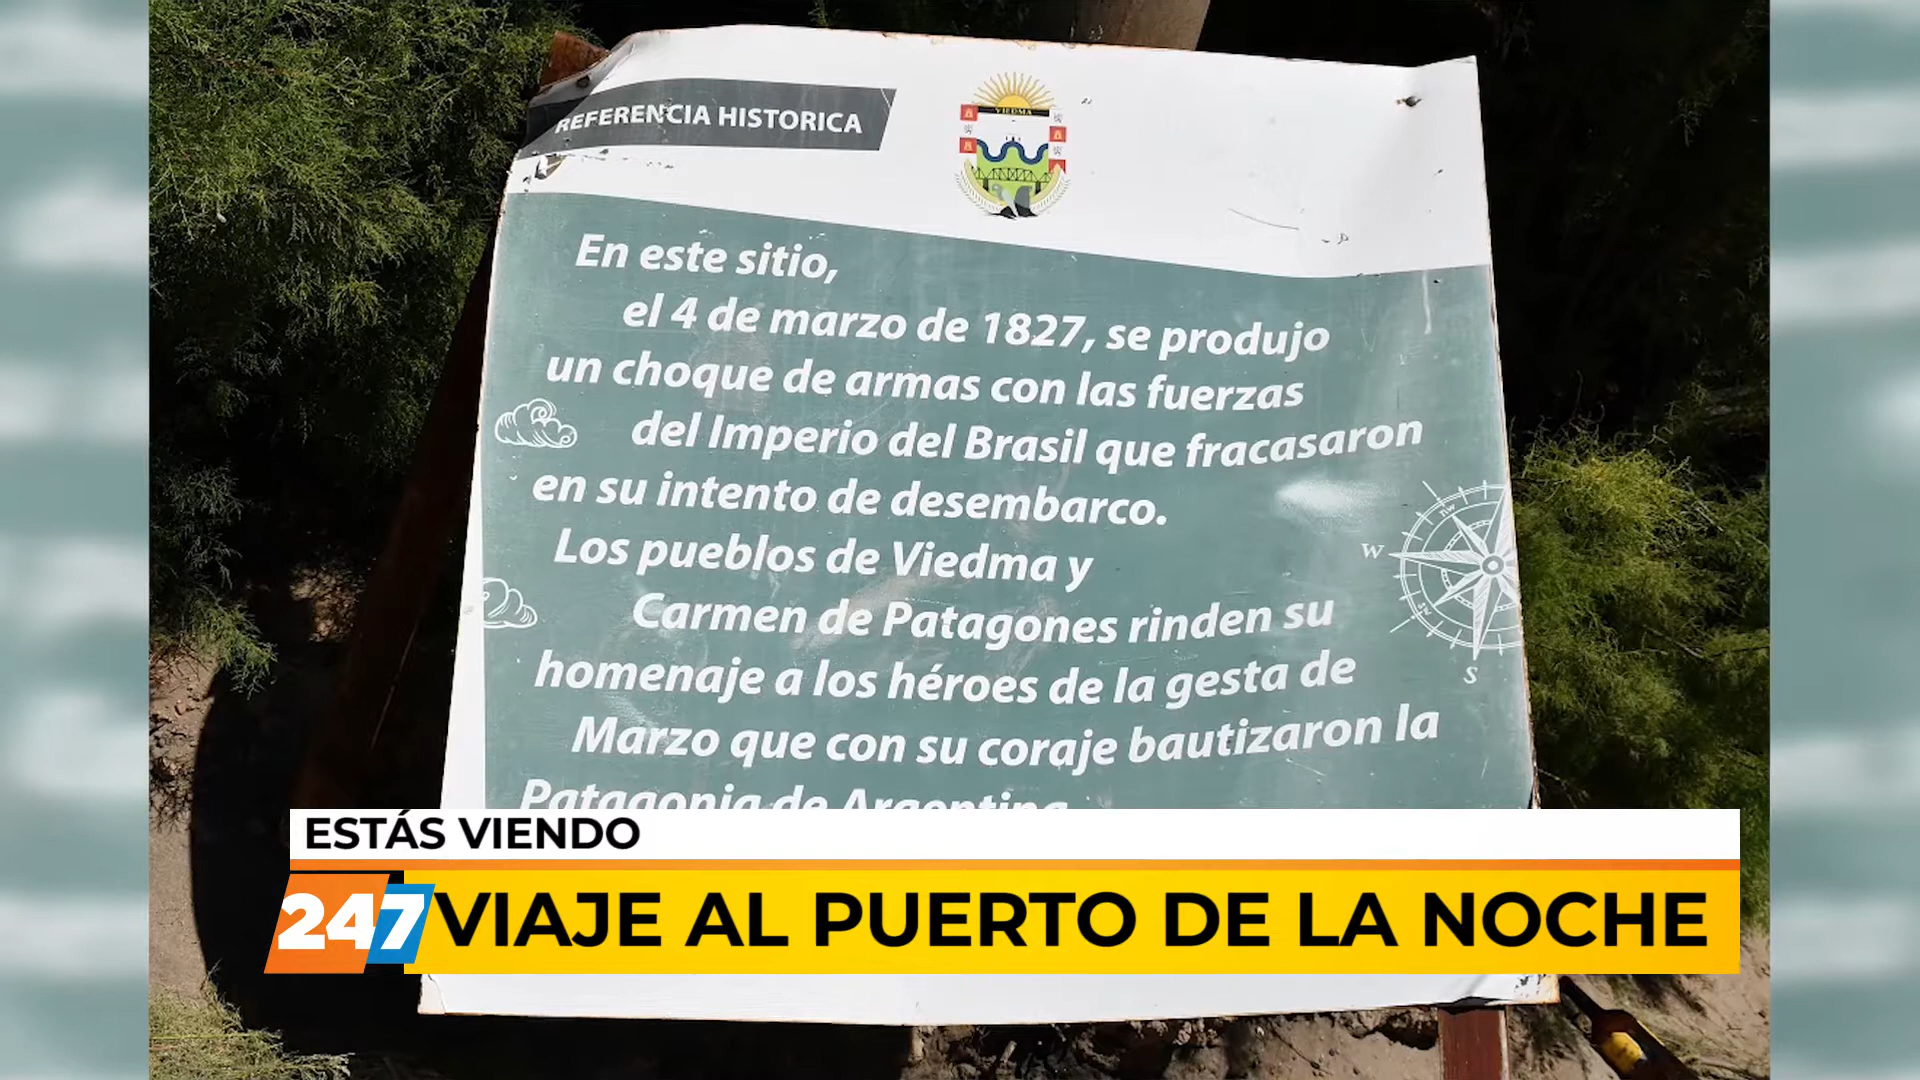 REFERENCIA HISTORICA
VIEDMA
En este sitio,
el 4 de marzo de 1827, se produjo
un choque de armas con las fuerzas
del Imperio del Brasil que fracasaron
en su intento de desembarco.
Los pueblos de Viedma y
Carmen de Patagones rinden su
homenaje a los héroes de la gesta de
Marzo que con su coraje bautizaron la
Patagonia de Argentina
W
S
ESTÁS VIENDO
247 VIAJE AL PUERTO DE LA NOCHE